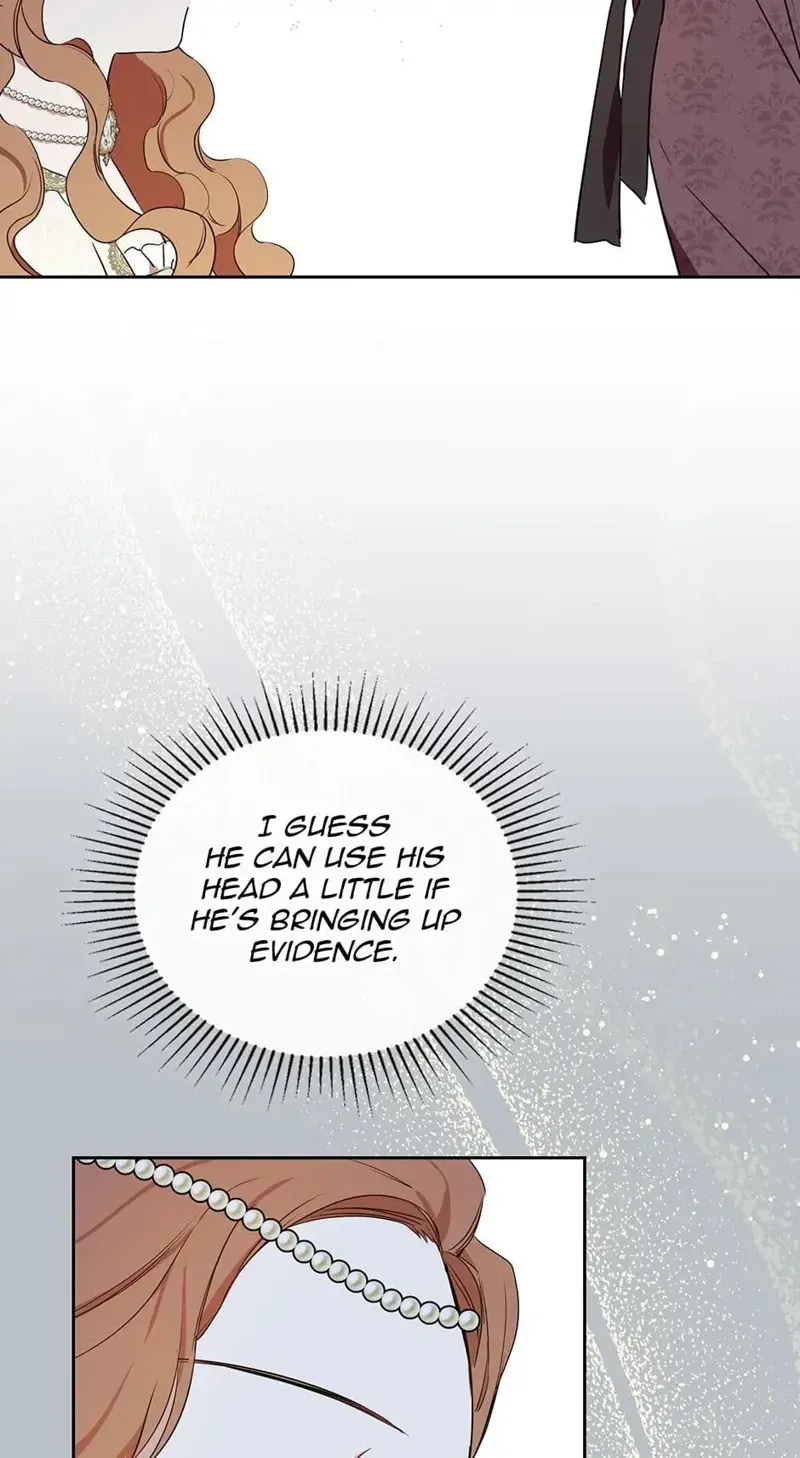 I GUESS
HE CAN USE HIS
HEAD A LITTLE IF
HE'S BRINGING UP
EVIDENCE.